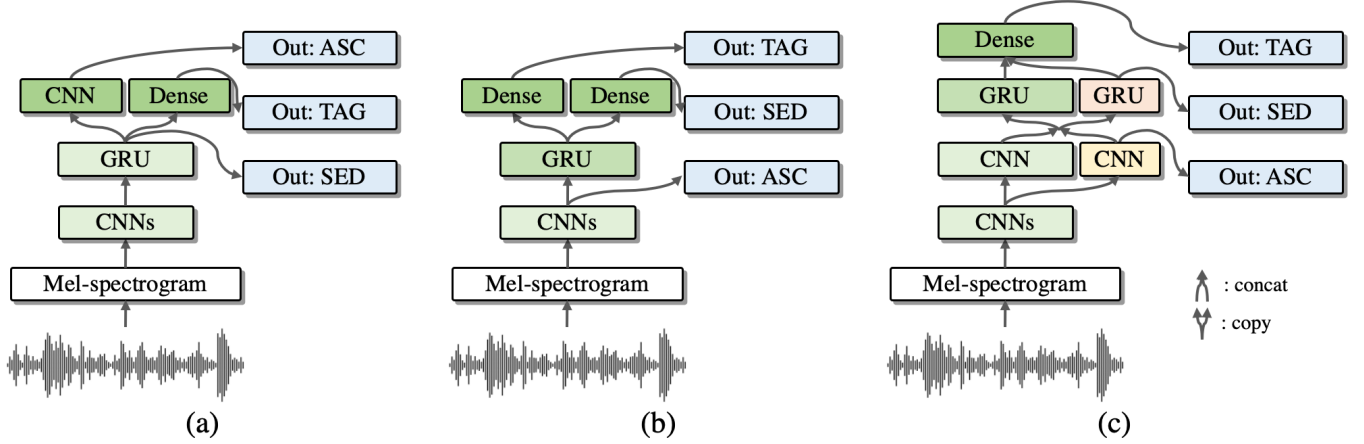 Out: ASC
CNN
Dense
Out: TAG
GRU
Out: SED
CNNs
Mel-spectrogram
(a)
Out: TAG
Dense
Dense
Out: SED
GRU
Out: ASC
CNNs
Mel-spectrogram
(b)
Dense
Out: TAG
GRU
GRU
Out: SED
CNN
CNN
Out: ASC
CNNs
Mel-spectrogram
: concat
: copy
(c)